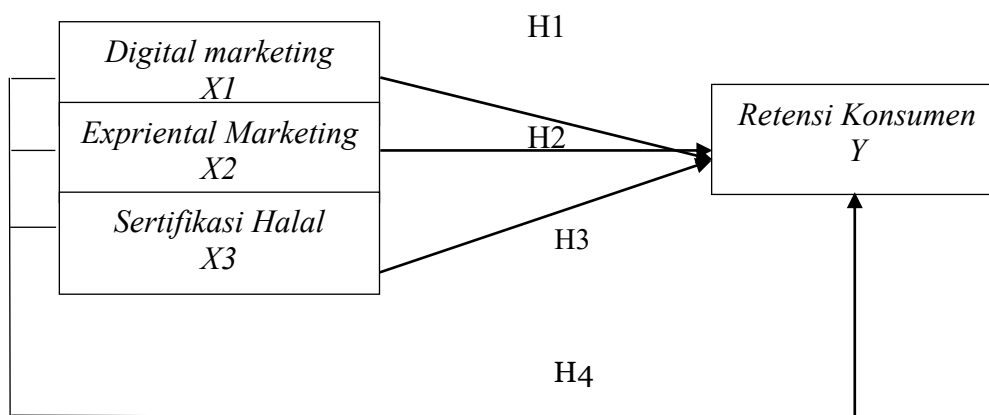 H1
Digital marketing
X1
Expriental Marketing
X2
Sertifikasi Halal
X3
H2
H3
Retensi Konsumen
Y
H4